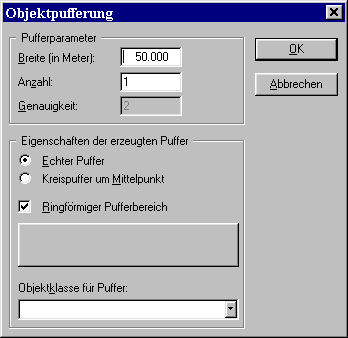 Objektpufferung
Pufferparameter
Breite (in Meter): 50.000
Anzahl: 1
Genauigkeit: 2
OK
Abbrechen
Eigenschaften der erzeugten Puffer
Echter Puffer
Kreispuffer um Mittelpunkt
Ringförmiger Pufferbereich
Objektklasse für Puffer: